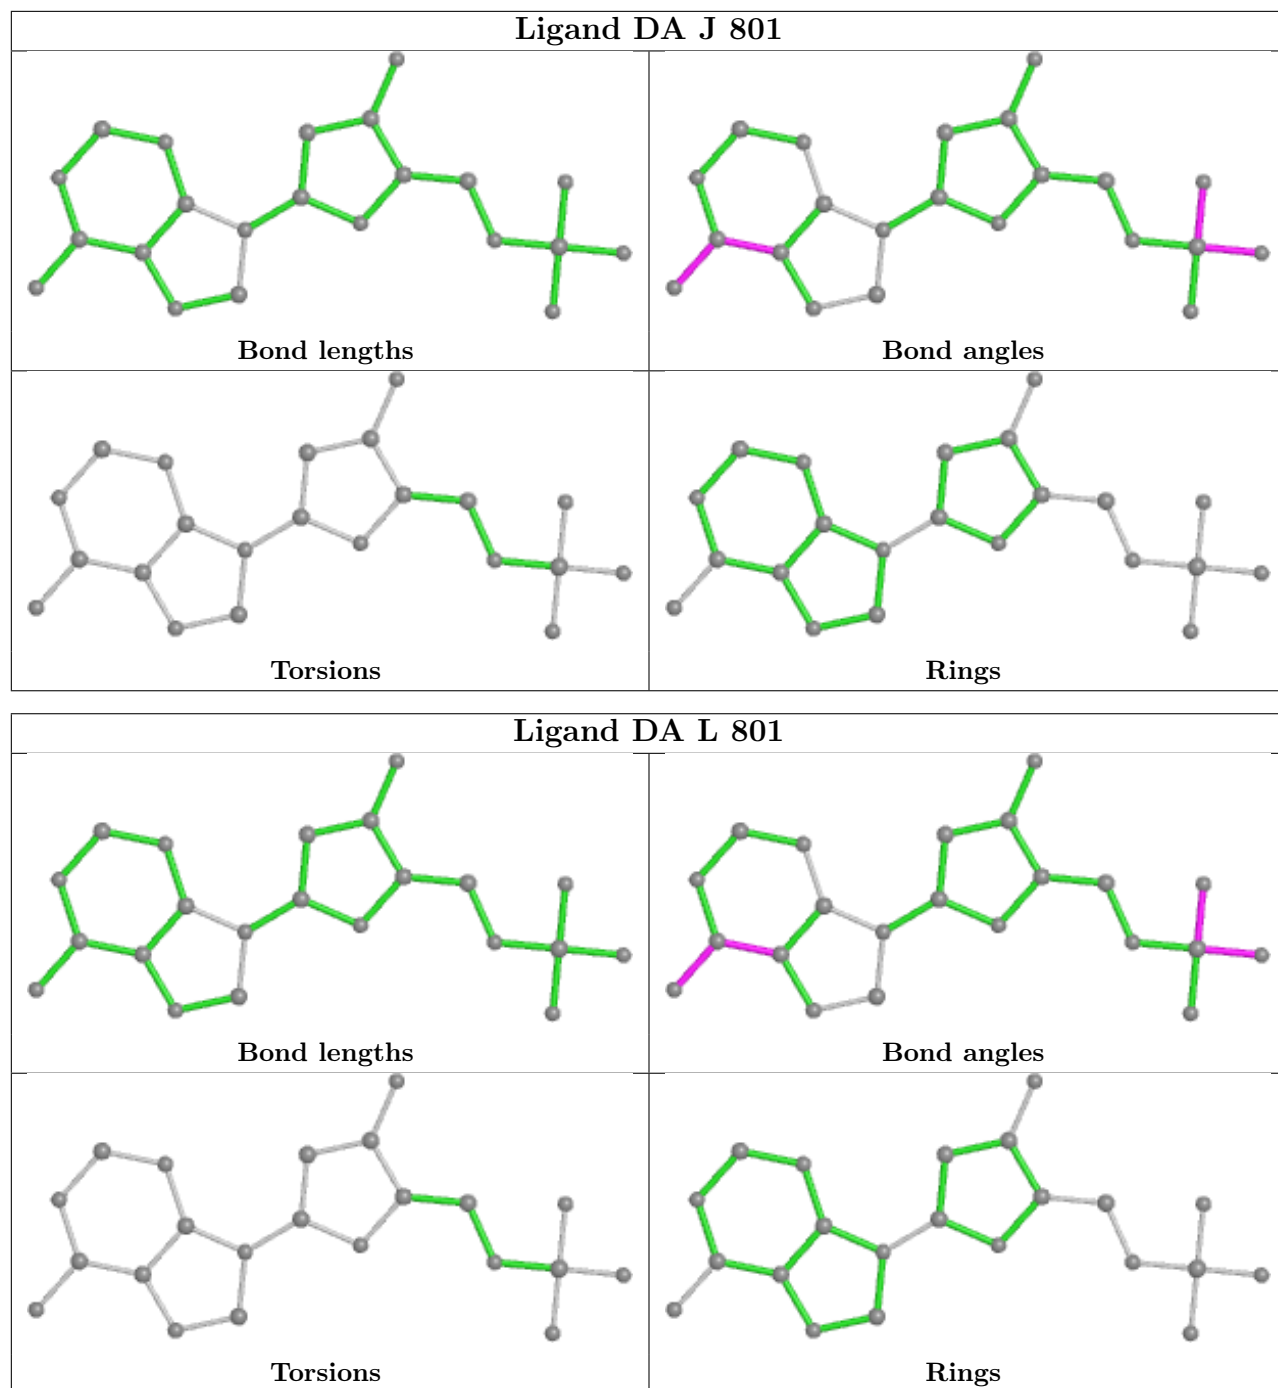 Ligand DA J 801
Bond lengths
Bond angles
Torsions
Rings
Ligand DA L 801
Bond lengths
Bond angles
Torsions
Rings